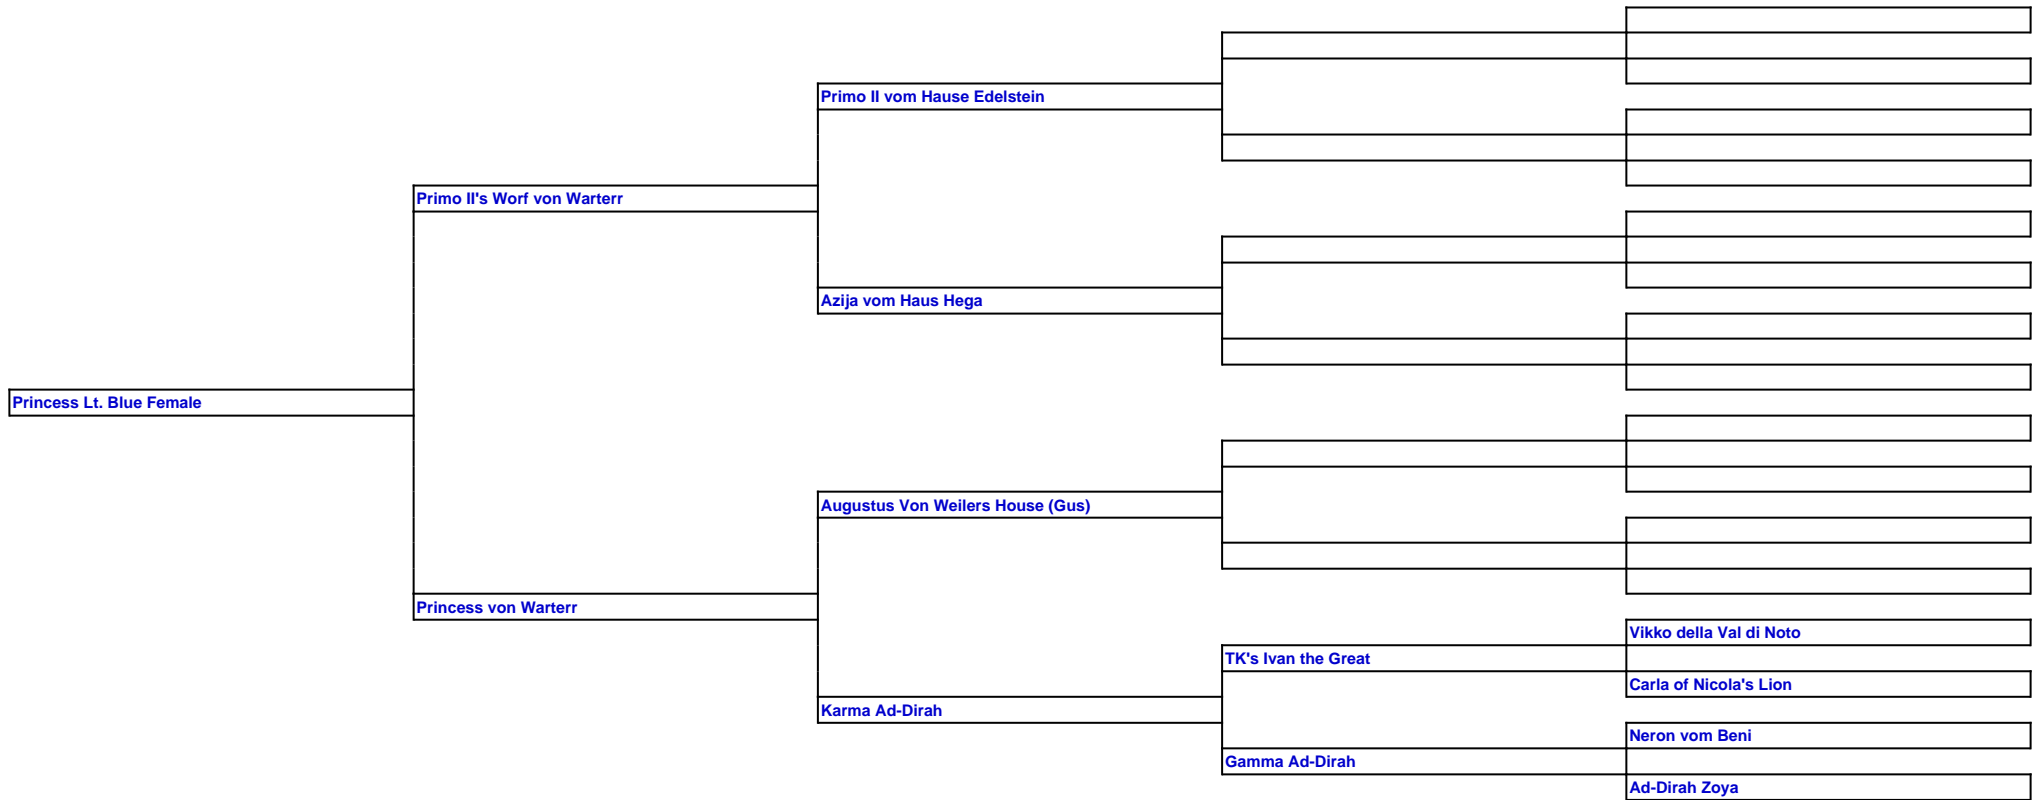 Primo II vom Hause Edelstein
Primo II's Worf von Warterr
Azija vom Haus Hega
Princess Lt. Blue Female
Augustus Von Weilers House (Gus)
Princess von Warterr
Vikko della Val di Noto
TK's Ivan the Great
Carla of Nicola's Lion
Karma Ad-Dirah
Neron vom Beni
Gamma Ad-Dirah
Ad-Dirah Zoya